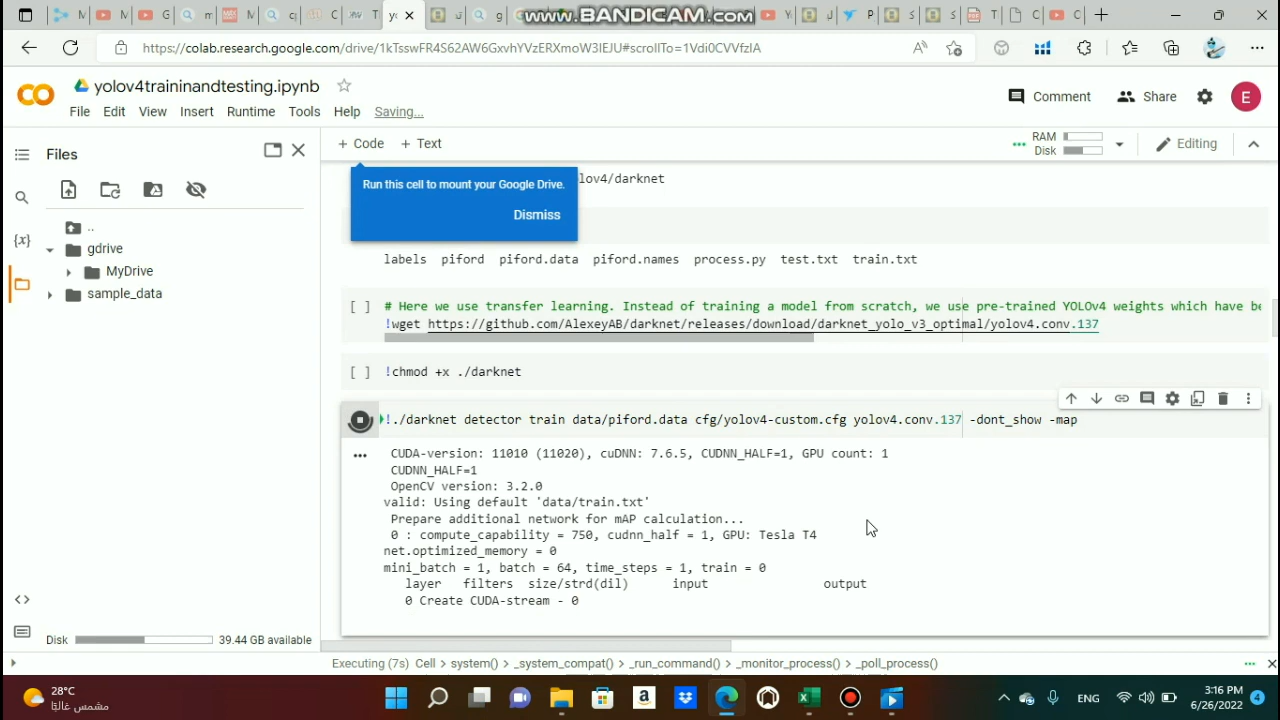 www.BANDICAM.com
https://colab.research.google.com/drive/1kTsswFR4S62AW6GxvhYVzERXmoW3lEJU#scrollTo=1Vdi0CVVfzlA
yolov4traininandtesting.ipynb
File Edit View Insert Runtime Tools Help Saving...
Comment Share E
Files
+ Code + Text
RAM
Disk
Editing
Run this cell to mount your Google Drive.
Dismiss
olov4/darknet
..
gdrive
MyDrive
sample_data
labels piford piford.data piford.names process.py test.txt train.txt
[ ] # Here we use transfer learning. Instead of training a model from scratch, we use pre-trained YOLOv4 weights which have be
!wget https://github.com/AlexeyAB/darknet/releases/download/darknet_yolo_v3_optimal/yolov4.conv.137
[ ] !chmod +x ./darknet
!./darknet detector train data/piford.data cfg/yolov4-custom.cfg yolov4.conv.137 -dont_show -map
CUDA-version: 11010 (11020), cuDNN: 7.6.5, CUDNN_HALF=1, GPU count: 1
CUDNN_HALF=1
OpenCV version: 3.2.0
valid: Using default 'data/train.txt'
Prepare additional network for mAP calculation...
0 : compute_capability = 750, cudnn_half = 1, GPU: Tesla T4
net.optimized_memory = 0
mini_batch = 1, batch = 64, time_steps = 1, train = 0
layer filters size/strd(dil) input output
0 Create CUDA-stream - 0
Disk 39.44 GB available
Executing (7s) Cell > system() > _system_compat() > _run_command() > _monitor_process() > _poll_process()
28°C
مشمس غالبًا
ENG
3:16 PM
6/26/2022
4